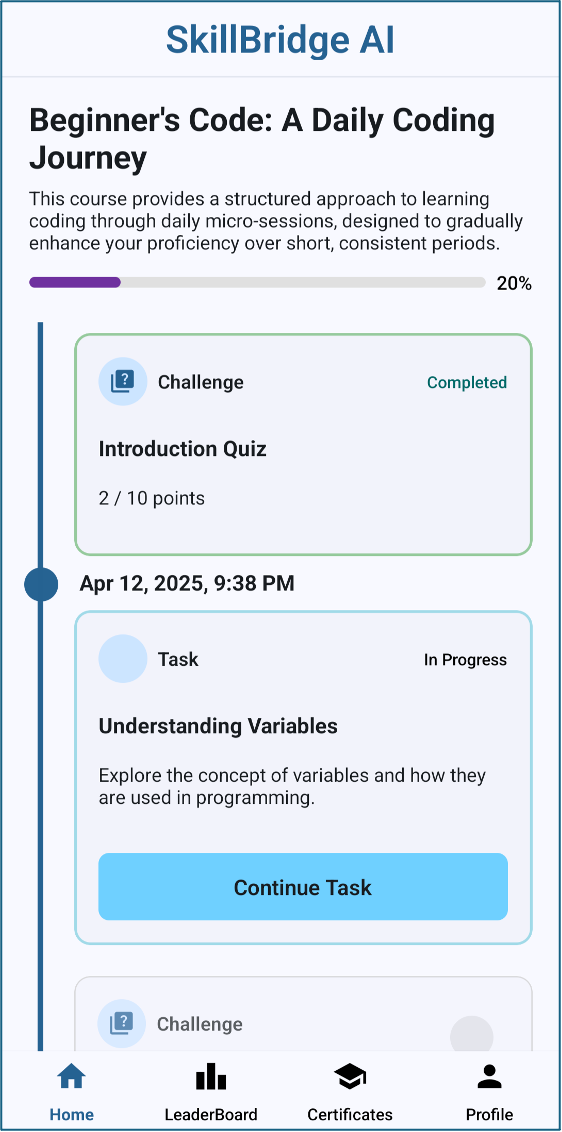 SkillBridge AI
Beginner's Code: A Daily Coding
Journey
This course provides a structured approach to learning
coding through daily micro-sessions, designed to gradually
enhance your proficiency over short, consistent periods.
20%
?
Challenge
Completed
Introduction Quiz
2 / 10 points
Apr 12, 2025, 9:38 PM
Task
In Progress
Understanding Variables
Explore the concept of variables and how they
are used in programming.
Continue Task
?
Challenge
Home
LeaderBoard
Certificates
Profile